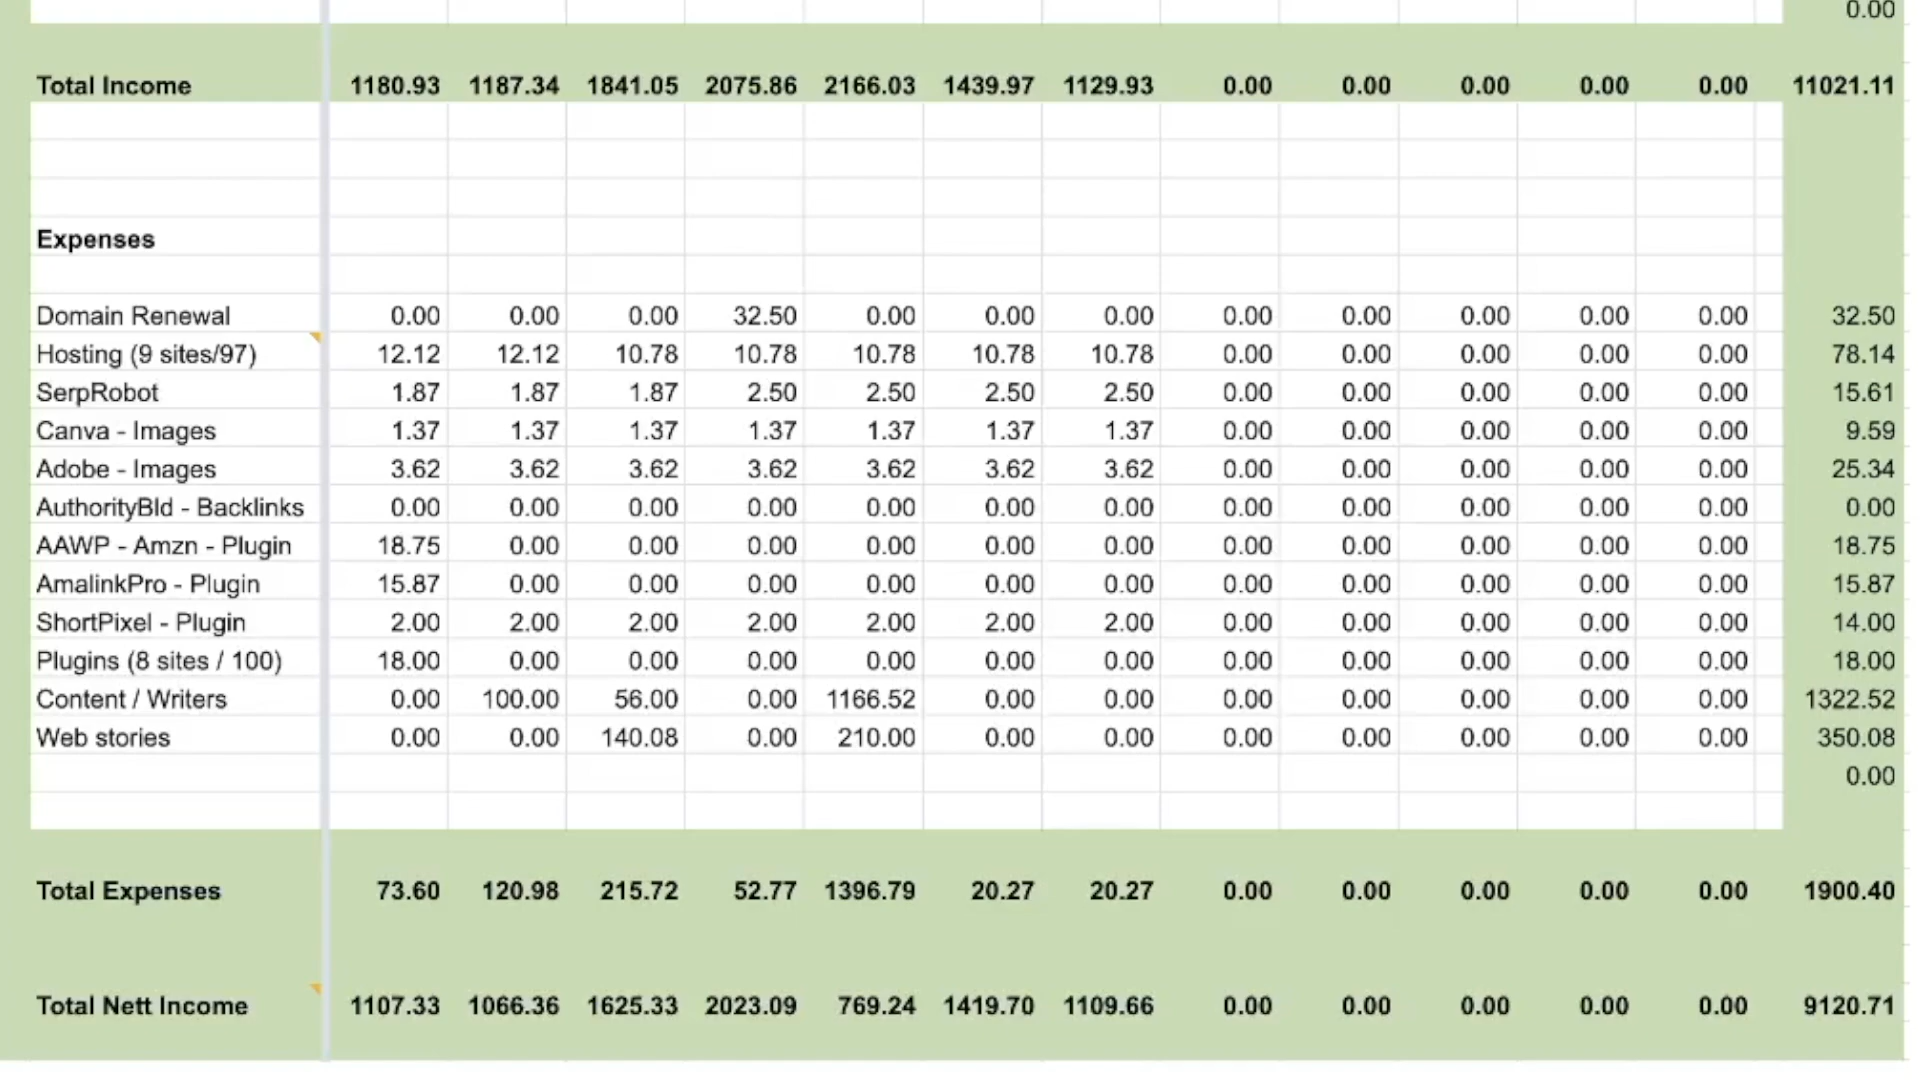 0.00
Total Income 1180.93 1187.34 1841.05 2075.86 2166.03 1439.97 1129.93 0.00 0.00 0.00 0.00 0.00 11021.11
Expenses
Domain Renewal 0.00 0.00 0.00 32.50 0.00 0.00 0.00 0.00 0.00 0.00 0.00 0.00 32.50
Hosting (9 sites/97) 12.12 12.12 10.78 10.78 10.78 10.78 10.78 0.00 0.00 0.00 0.00 0.00 78.14
SerpRobot 1.87 1.87 1.87 2.50 2.50 2.50 2.50 0.00 0.00 0.00 0.00 0.00 15.61
Canva - Images 1.37 1.37 1.37 1.37 1.37 1.37 1.37 0.00 0.00 0.00 0.00 0.00 9.59
Adobe - Images 3.62 3.62 3.62 3.62 3.62 3.62 3.62 0.00 0.00 0.00 0.00 0.00 25.34
AuthorityBld - Backlinks 0.00 0.00 0.00 0.00 0.00 0.00 0.00 0.00 0.00 0.00 0.00 0.00 0.00
AAWP - Amzn - Plugin 18.75 0.00 0.00 0.00 0.00 0.00 0.00 0.00 0.00 0.00 0.00 0.00 18.75
AmalinkPro - Plugin 15.87 0.00 0.00 0.00 0.00 0.00 0.00 0.00 0.00 0.00 0.00 0.00 15.87
ShortPixel - Plugin 2.00 2.00 2.00 2.00 2.00 2.00 2.00 0.00 0.00 0.00 0.00 0.00 14.00
Plugins (8 sites / 100) 18.00 0.00 0.00 0.00 0.00 0.00 0.00 0.00 0.00 0.00 0.00 0.00 18.00
Content / Writers 0.00 100.00 56.00 0.00 1166.52 0.00 0.00 0.00 0.00 0.00 0.00 0.00 1322.52
Web stories 0.00 0.00 140.08 0.00 210.00 0.00 0.00 0.00 0.00 0.00 0.00 0.00 350.08
0.00
Total Expenses 73.60 120.98 215.72 52.77 1396.79 20.27 20.27 0.00 0.00 0.00 0.00 0.00 1900.40
Total Nett Income 1107.33 1066.36 1625.33 2023.09 769.24 1419.70 1109.66 0.00 0.00 0.00 0.00 0.00 9120.71